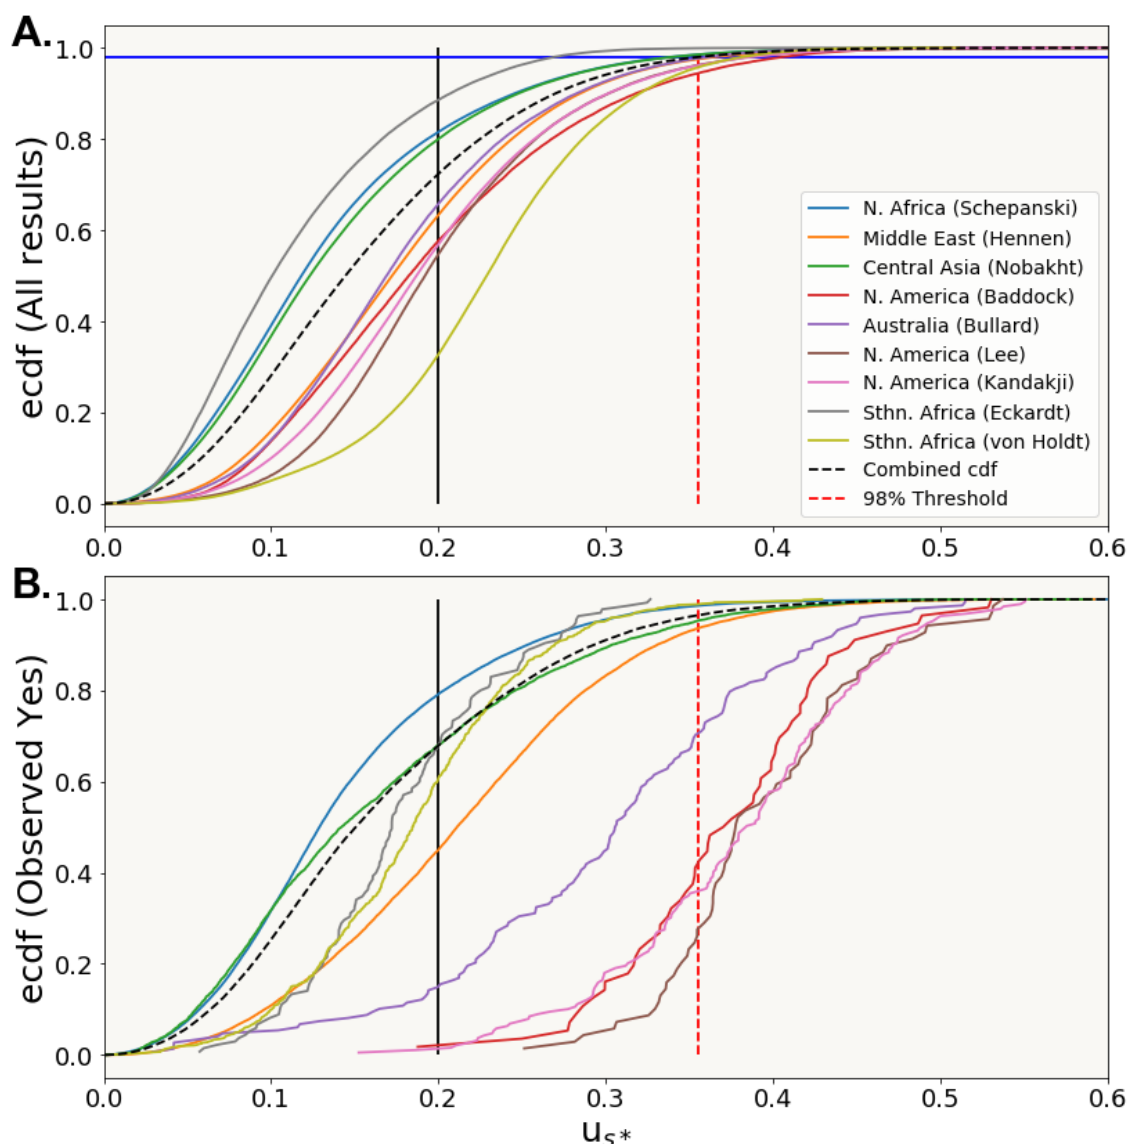 A.
ecdf (All results)
1.0
0.8
0.6
0.4
0.2
0.0
N. Africa (Schepanski)
Middle East (Hennen)
Central Asia (Nobakht)
N. America (Baddock)
Australia (Bullard)
N. America (Lee)
N. America (Kandakji)
Sthn. Africa (Eckardt)
Sthn. Africa (von Holdt)
Combined cdf
98% Threshold
0.0 0.1 0.2 0.3 0.4 0.5 0.6
B.
ecdf (Observed Yes)
1.0
0.8
0.6
0.4
0.2
0.0
0.0 0.1 0.2 0.3 0.4 0.5 0.6
us*